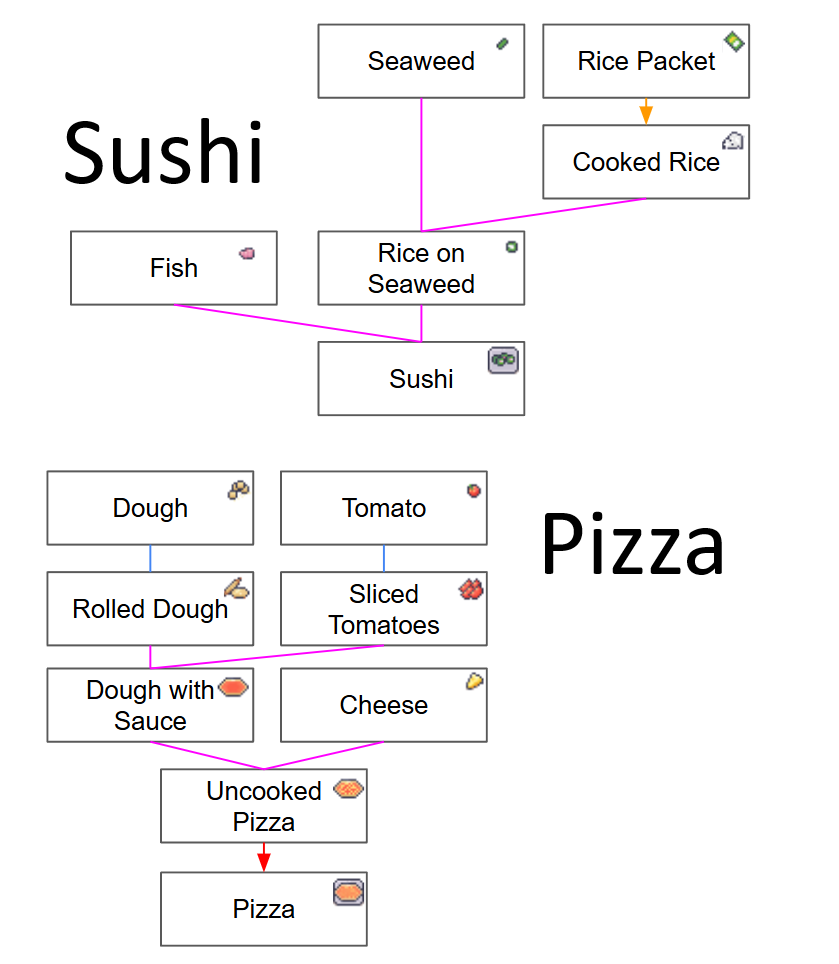 Seaweed
Rice Packet
Sushi
Cooked Rice
Fish
Rice on
Seaweed
Sushi
Dough
Tomato
Pizza
Rolled Dough
Sliced
Tomatoes
Dough with
Sauce
Cheese
Uncooked
Pizza
Pizza